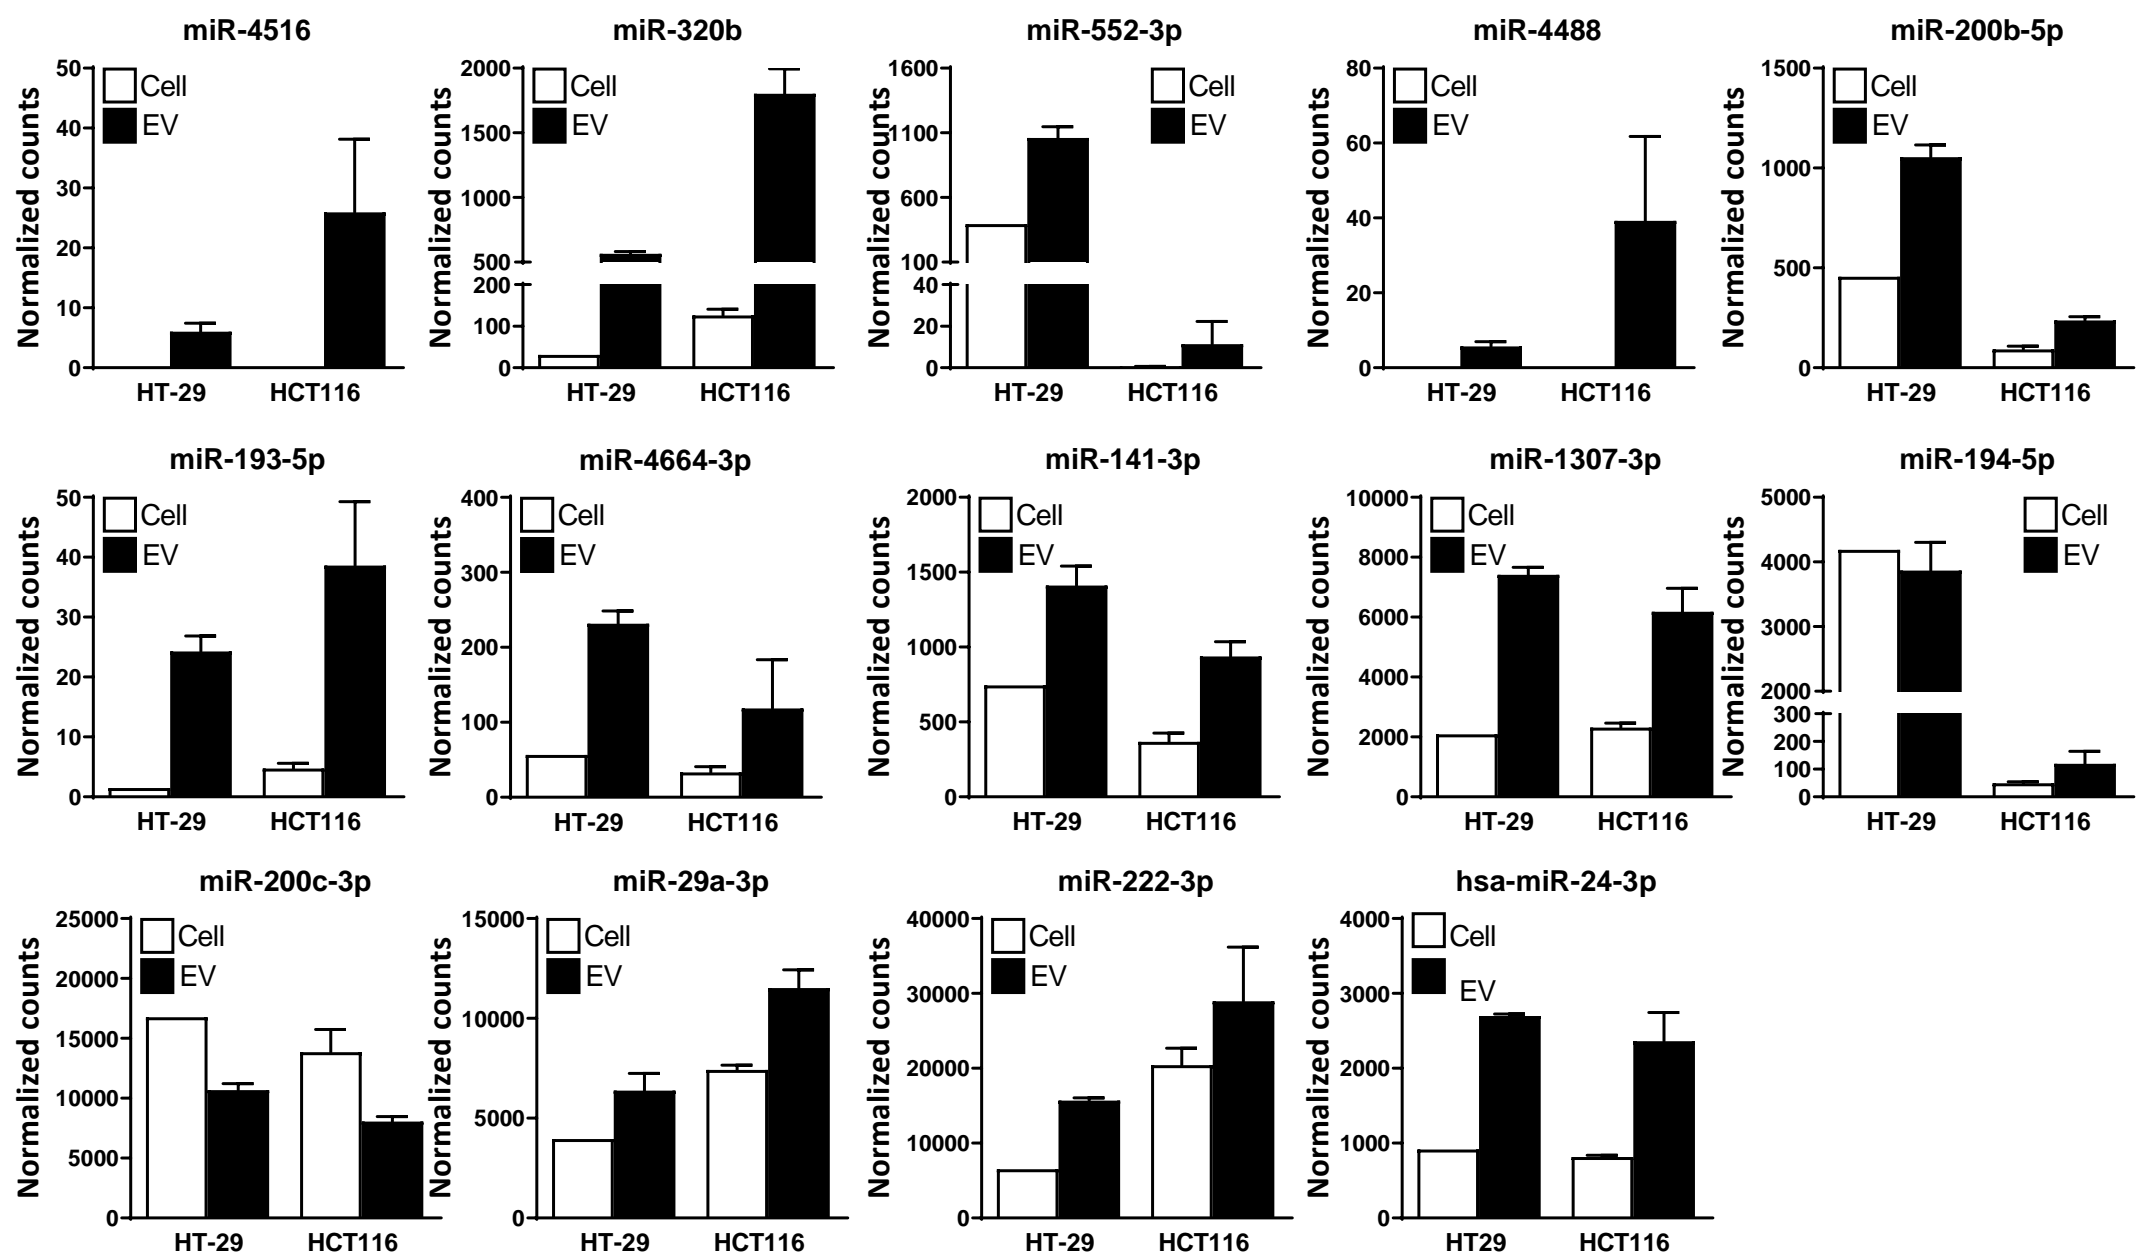 miR-4516
miR-320b
miR-552-3p
miR-4488
miR-200b-5p
Normalized counts
50
40
30
20
10
0
Cell
EV
HT-29
HCT116
Normalized counts
2000
1500
1000
500
200
100
0
Cell
EV
HT-29
HCT116
Normalized counts
1600
1100
600
100
40
20
0
Cell
EV
HT-29
HCT116
Normalized counts
80
60
40
20
0
Cell
EV
HT-29
HCT116
Normalized counts
1500
1000
500
0
Cell
EV
HT-29
HCT116
miR-193-5p
miR-4664-3p
miR-141-3p
miR-1307-3p
miR-194-5p
Normalized counts
50
40
30
20
10
0
Cell
EV
HT-29
HCT116
Normalized counts
400
300
200
100
0
Cell
EV
HT-29
HCT116
Normalized counts
2000
1500
1000
500
0
Cell
EV
HT-29
HCT116
Normalized counts
10000
8000
6000
4000
2000
0
Cell
EV
HT-29
HCT116
Normalized counts
5000
4000
3000
2000
300
200
100
0
Cell
EV
HT-29
HCT116
miR-200c-3p
miR-29a-3p
miR-222-3p
hsa-miR-24-3p
Normalized counts
25000
20000
15000
10000
5000
0
Cell
EV
HT-29
HCT116
Normalized counts
15000
10000
5000
0
Cell
EV
HT-29
HCT116
Normalized counts
40000
30000
20000
10000
0
Cell
EV
HT-29
HCT116
Normalized counts
4000
3000
2000
1000
0
Cell
EV
HT29
HCT116